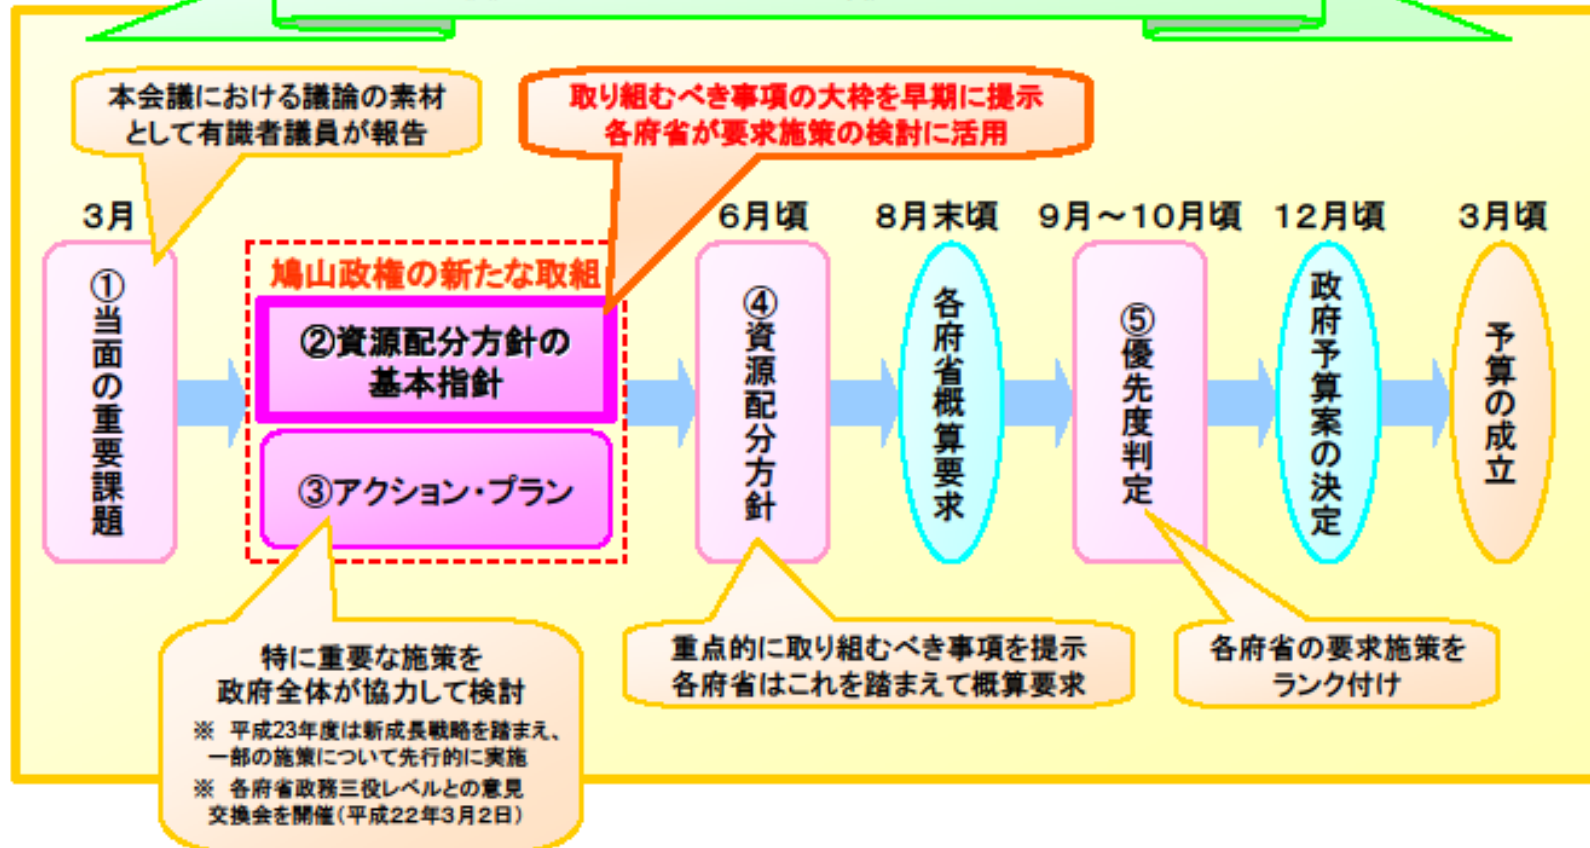 本会議における議論の素材
として有識者議員が報告
取り組むべき事項の大枠を早期に提示
各府省が要求施策の検討に活用
3月
6月頃
8月末頃
9月～10月頃
12月頃
3月頃
①当面の重要課題
鳩山政権の新たな取組
②資源配分方針の
基本指針
③アクション・プラン
④資源配分方針
各府省概算要求
⑤優先度判定
政府予算案の決定
予算の成立
特に重要な施策を
政府全体が協力して検討
※ 平成23年度は新成長戦略を踏まえ、
一部の施策について先行的に実施
※ 各府省政務三役レベルとの意見
交換会を開催(平成22年3月2日)
重点的に取り組むべき事項を提示
各府省はこれを踏まえて概算要求
各府省の要求施策を
ランク付け